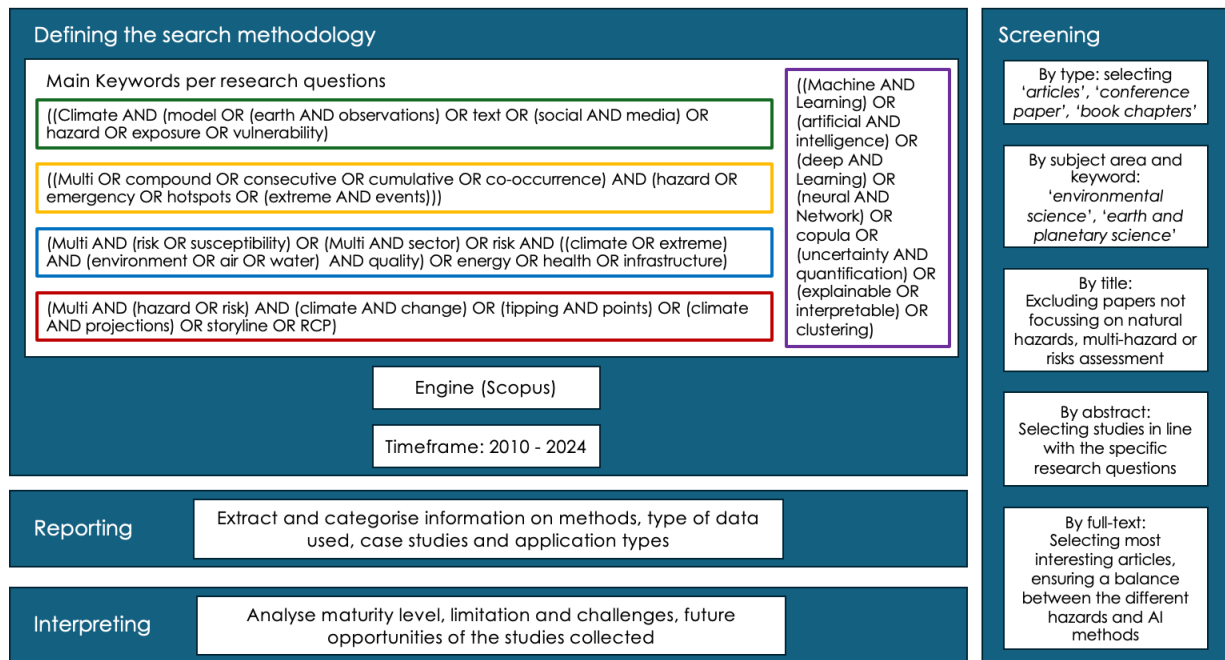 Defining the search methodology
Main Keywords per research questions
((Climate AND (model OR (earth AND observations) OR text OR (social AND media) OR
hazard OR exposure OR vulnerability)
((Multi OR compound OR consecutive OR cumulative OR co-occurrence) AND (hazard OR
emergency OR hotspots OR (extreme AND events)))
(Multi AND (risk OR susceptibility) OR (Multi AND sector) OR risk AND ((climate OR extreme)
AND (environment OR air OR water) AND quality) OR energy OR health OR infrastructure)
(Multi AND (hazard OR risk) AND (climate AND change) OR (tipping AND points) OR (climate
AND projections) OR storyline OR RCP)
((Machine AND
Learning) OR
(artificial AND
intelligence) OR
(deep AND
Learning) OR
(neural AND
Network) OR
copula OR
(uncertainty AND
quantification) OR
(explainable OR
interpretable) OR
clustering)
Engine (Scopus)
Timeframe: 2010 - 2024
Reporting
Extract and categorise information on methods, type of data
used, case studies and application types
Interpreting
Analyse maturity level, limitation and challenges, future
opportunities of the studies collected
Screening
By type: selecting
‘articles’, ‘conference
paper’, ‘book chapters’
By subject area and
keyword:
‘environmental
science’, ‘earth and
planetary science’
By title:
Excluding papers not
focussing on natural
hazards, multi-hazard or
risks assessment
By abstract:
Selecting studies in line
with the specific
research questions
By full-text:
Selecting most
interesting articles,
ensuring a balance
between the different
hazards and AI
methods